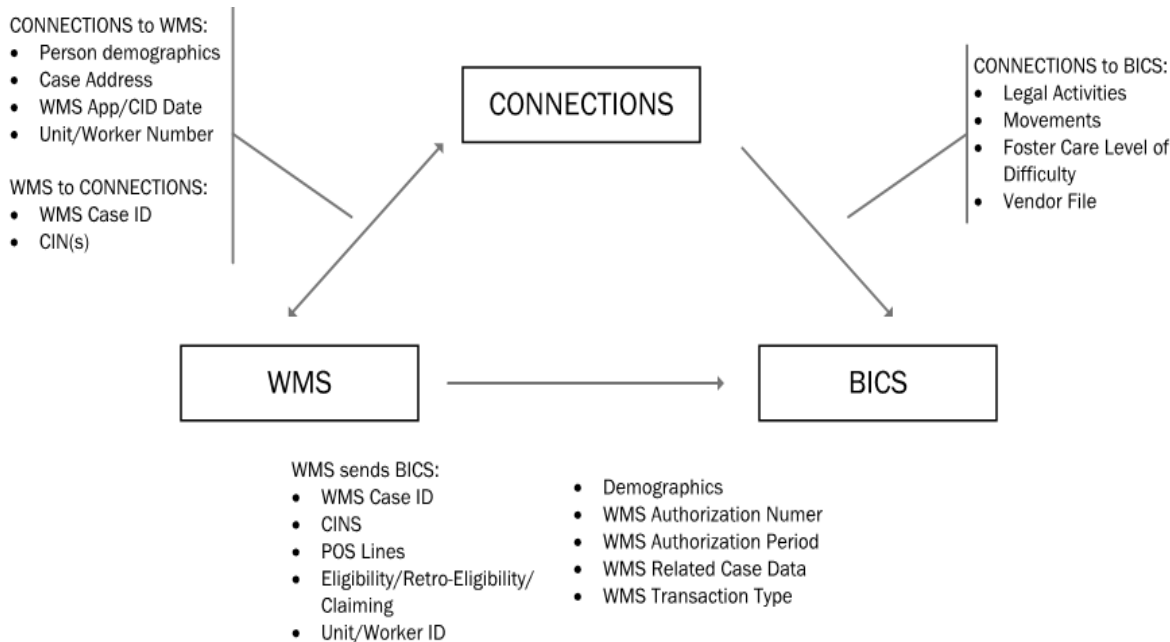 CONNECTIONS to WMS:
• Person demographics
• Case Address
• WMS App/CID Date
• Unit/Worker Number
WMS to CONNECTIONS:
• WMS Case ID
• CIN(s)
CONNECTIONS
CONNECTIONS to BICS:
• Legal Activities
• Movements
• Foster Care Level of
Difficulty
• Vendor File
WMS
BICS
WMS sends BICS:
• WMS Case ID
• CINS
• POS Lines
• Eligibility/Retro-Eligibility/
Claiming
• Unit/Worker ID
• Demographics
• WMS Authorization Numer
• WMS Authorization Period
• WMS Related Case Data
• WMS Transaction Type